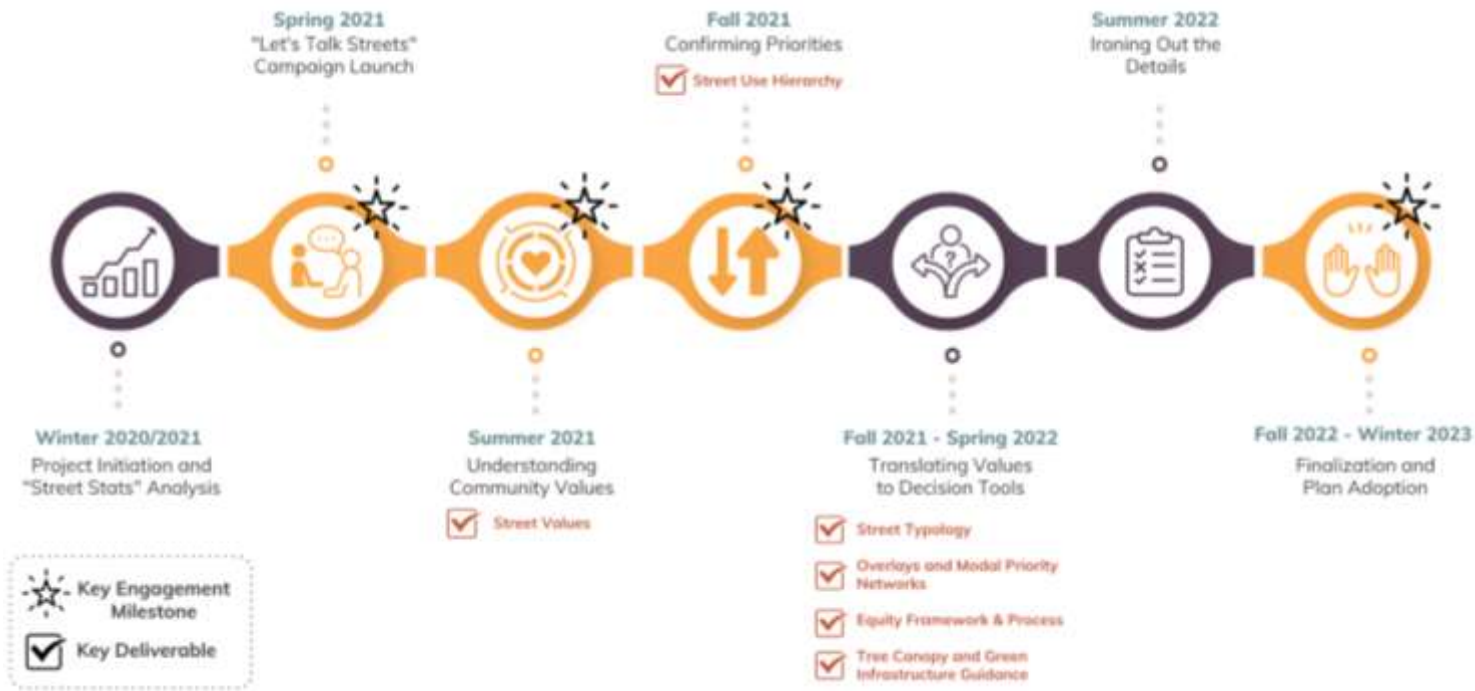 Spring 2021
"Let's Talk Streets"
Campaign Launch
Fall 2021
Confirming Priorities
Street Use Hierarchy
Summer 2022
Ironing Out the
Details
?
Winter 2020/2021
Project Initiation and
"Street Stats" Analysis
Summer 2021
Understanding
Community Values
Street Values
Fall 2021 - Spring 2022
Translating Values
to Decision Tools
Street Typology
Overlays and Modal Priority
Networks
Equity Framework & Process
Tree Canopy and Green
Infrastructure Guidance
Fall 2022 - Winter 2023
Finalization and
Plan Adoption
Key Engagement
Milestone
Key Deliverable